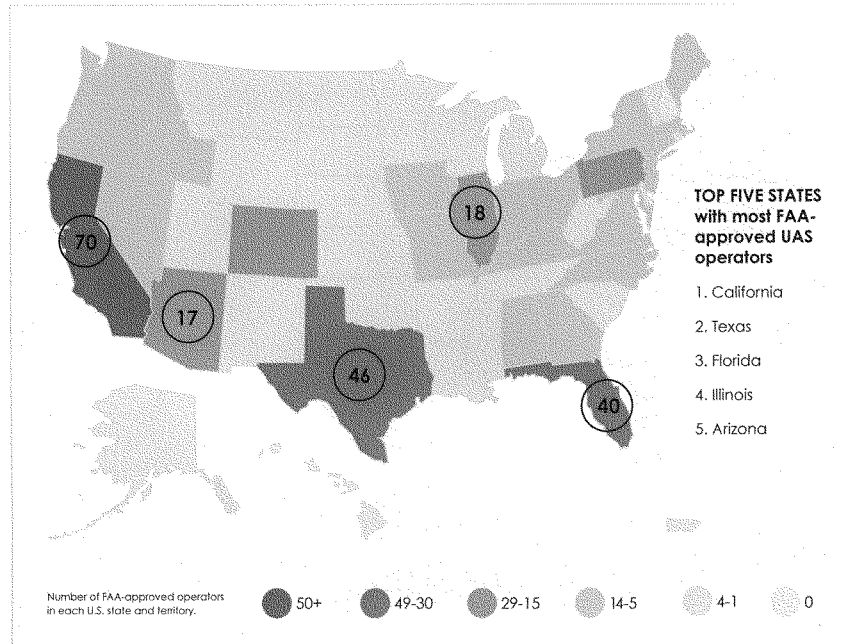 TOP FIVE STATES
with most FAA-
approved UAS
operators
1. California
2. Texas
3. Florida
4. Illinois
5. Arizona
70
17
46
18
40
Number of FAA-approved operators
in each U.S. state and territory.
50+
49-30
29-15
14-5
4-1
0